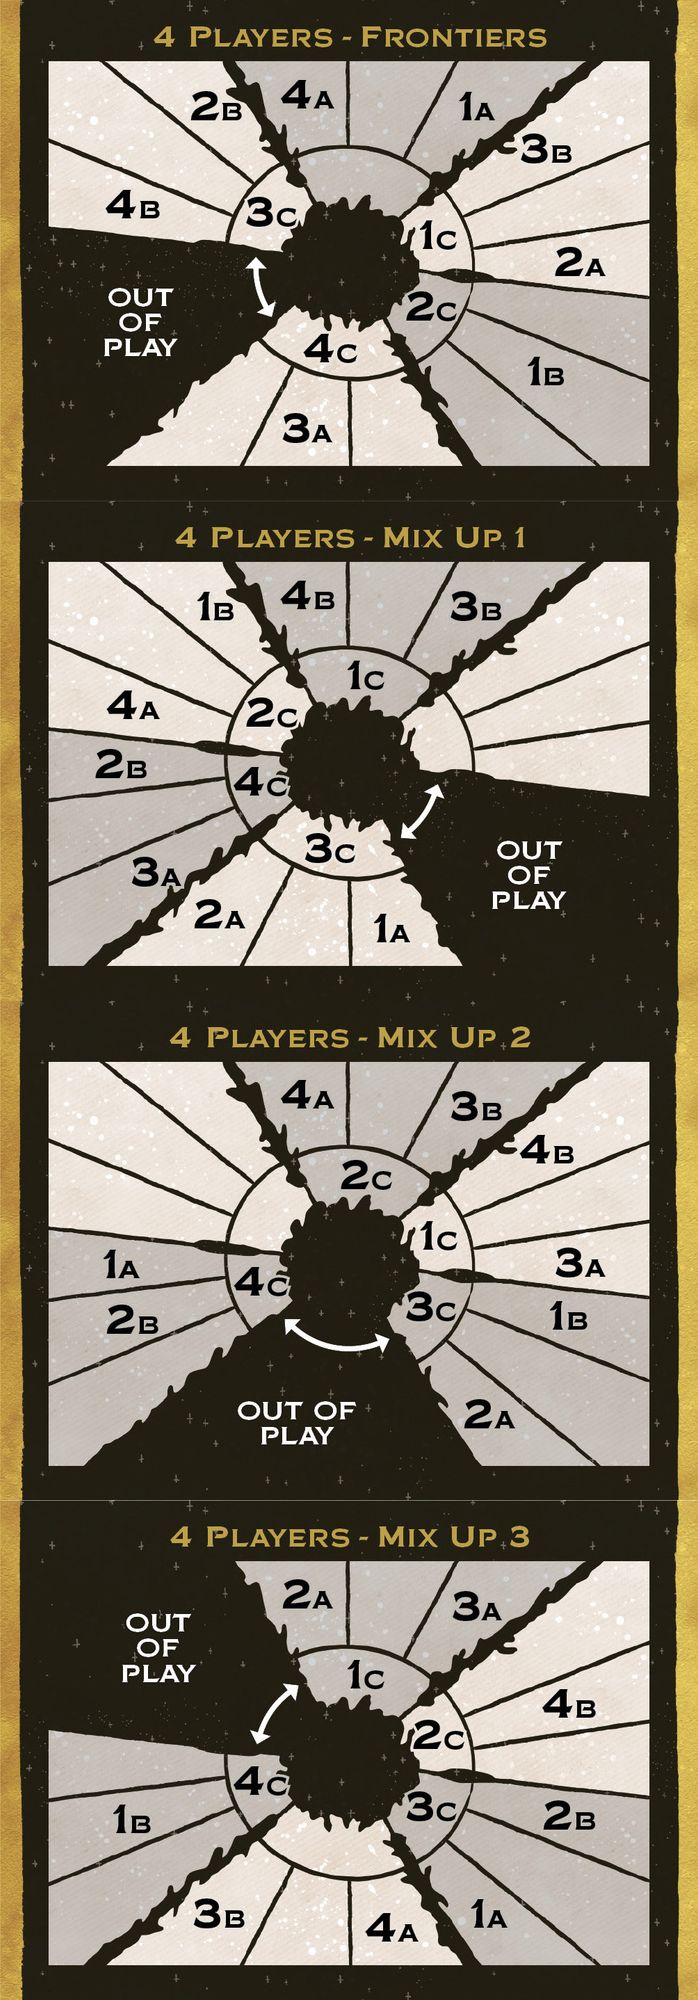 4 Players - Frontiers
2B
4A
1A
3B
4B
3C
1C
2A
2C
OUT
OF
PLAY
4C
1B
3A
4 Players - Mix Up 1
1B
4B
3B
1C
4A
2C
2B
4C
3C
OUT
OF
PLAY
3A
2A
1A
4 Players - Mix Up 2
4A
3B
4B
2C
1C
1A
3A
4C
3C
2B
1B
OUT OF
PLAY
2A
4 Players - Mix Up 3
2A
3A
OUT
OF
PLAY
1C
4B
2C
4C
3C
1B
2B
3B
4A
1A